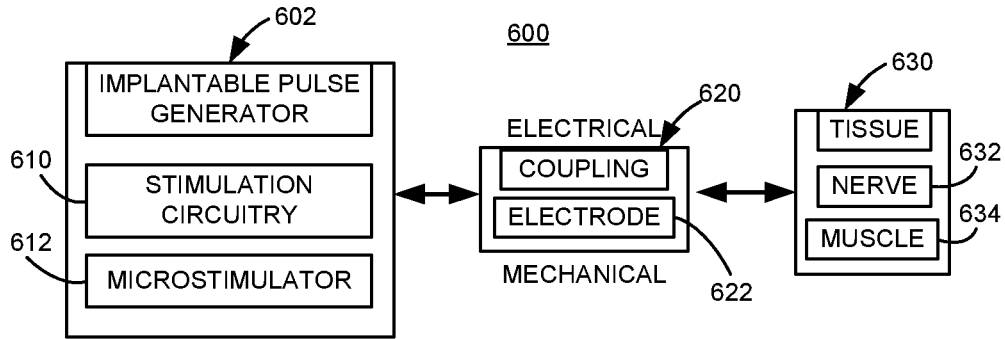 602
600
IMPLANTABLE PULSE
GENERATOR
610
STIMULATION
CIRCUITRY
612
MICROSTIMULATOR
620
ELECTRICAL
COUPLING
ELECTRODE
MECHANICAL
622
630
TISSUE
632
NERVE
634
MUSCLE